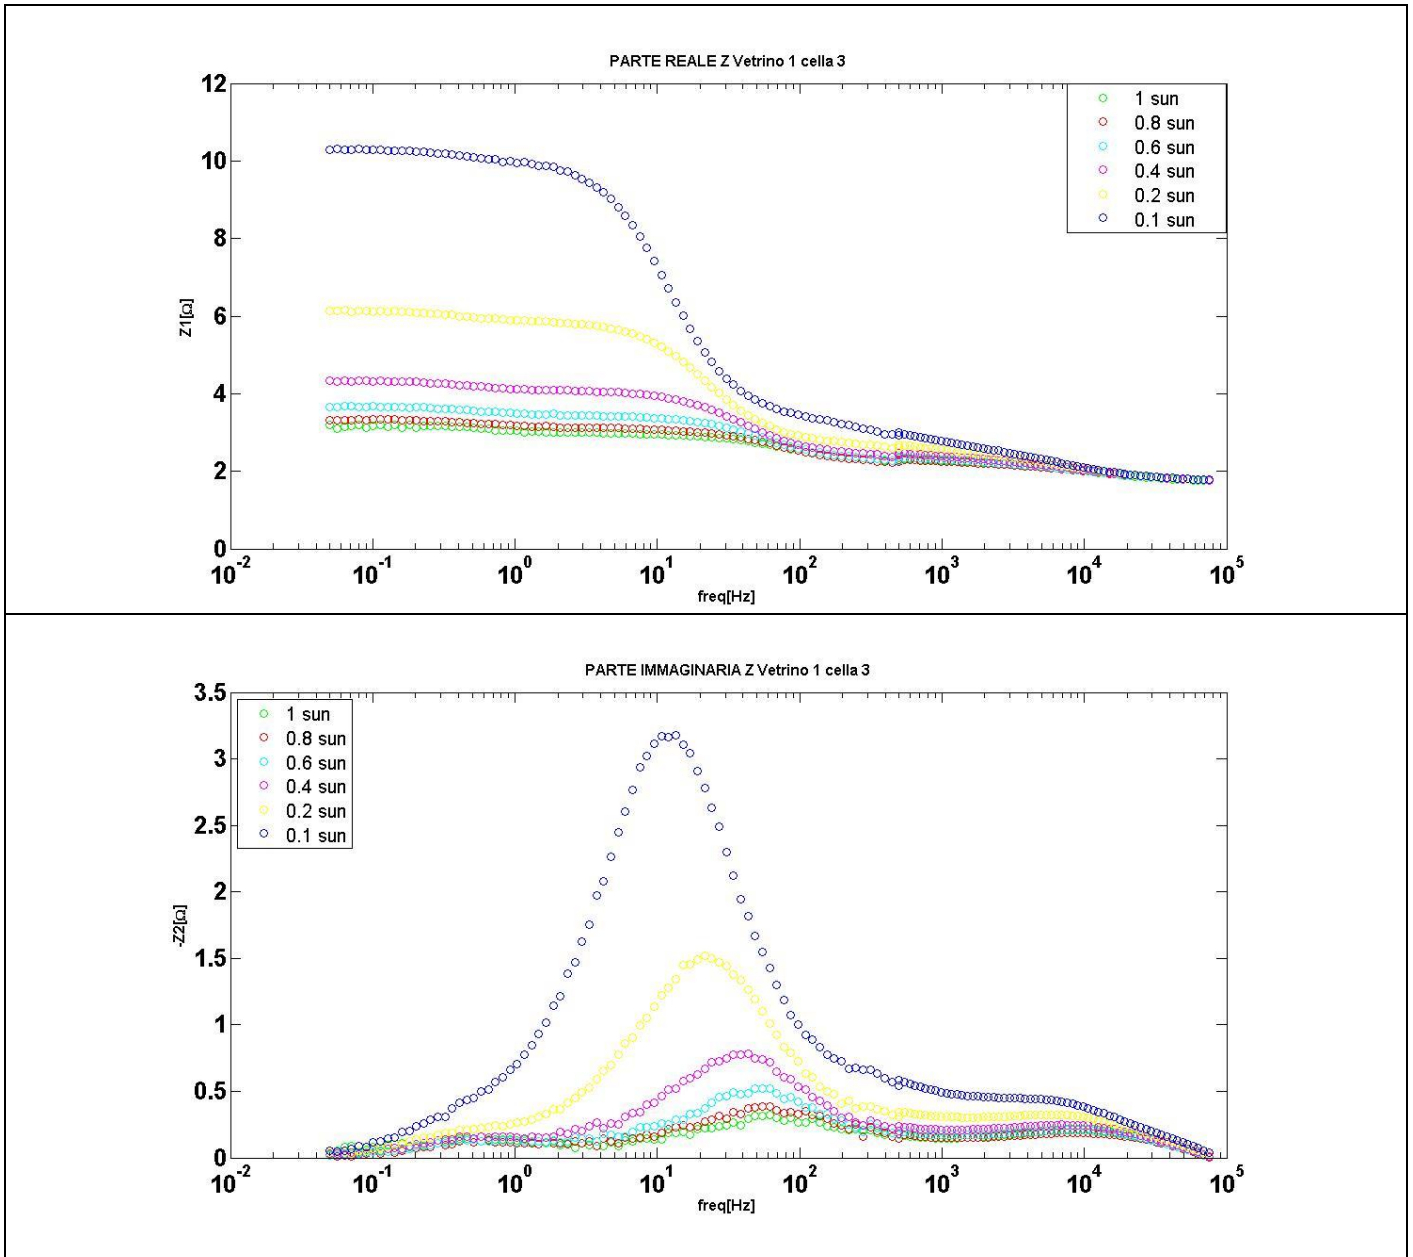 PARTE REALE Z Vetrino 1 cella 3
12
10
8
6
4
2
0
Z1[Ω]
1 sun
0.8 sun
0.6 sun
0.4 sun
0.2 sun
0.1 sun
10^-2 10^-1 10^0 10^1 10^2 10^3 10^4 10^5
freq[Hz]
PARTE IMMAGINARIA Z Vetrino 1 cella 3
3.5
3
2.5
2
1.5
1
0.5
0
-Z2[Ω]
1 sun
0.8 sun
0.6 sun
0.4 sun
0.2 sun
0.1 sun
10^-2 10^-1 10^0 10^1 10^2 10^3 10^4 10^5
freq[Hz]